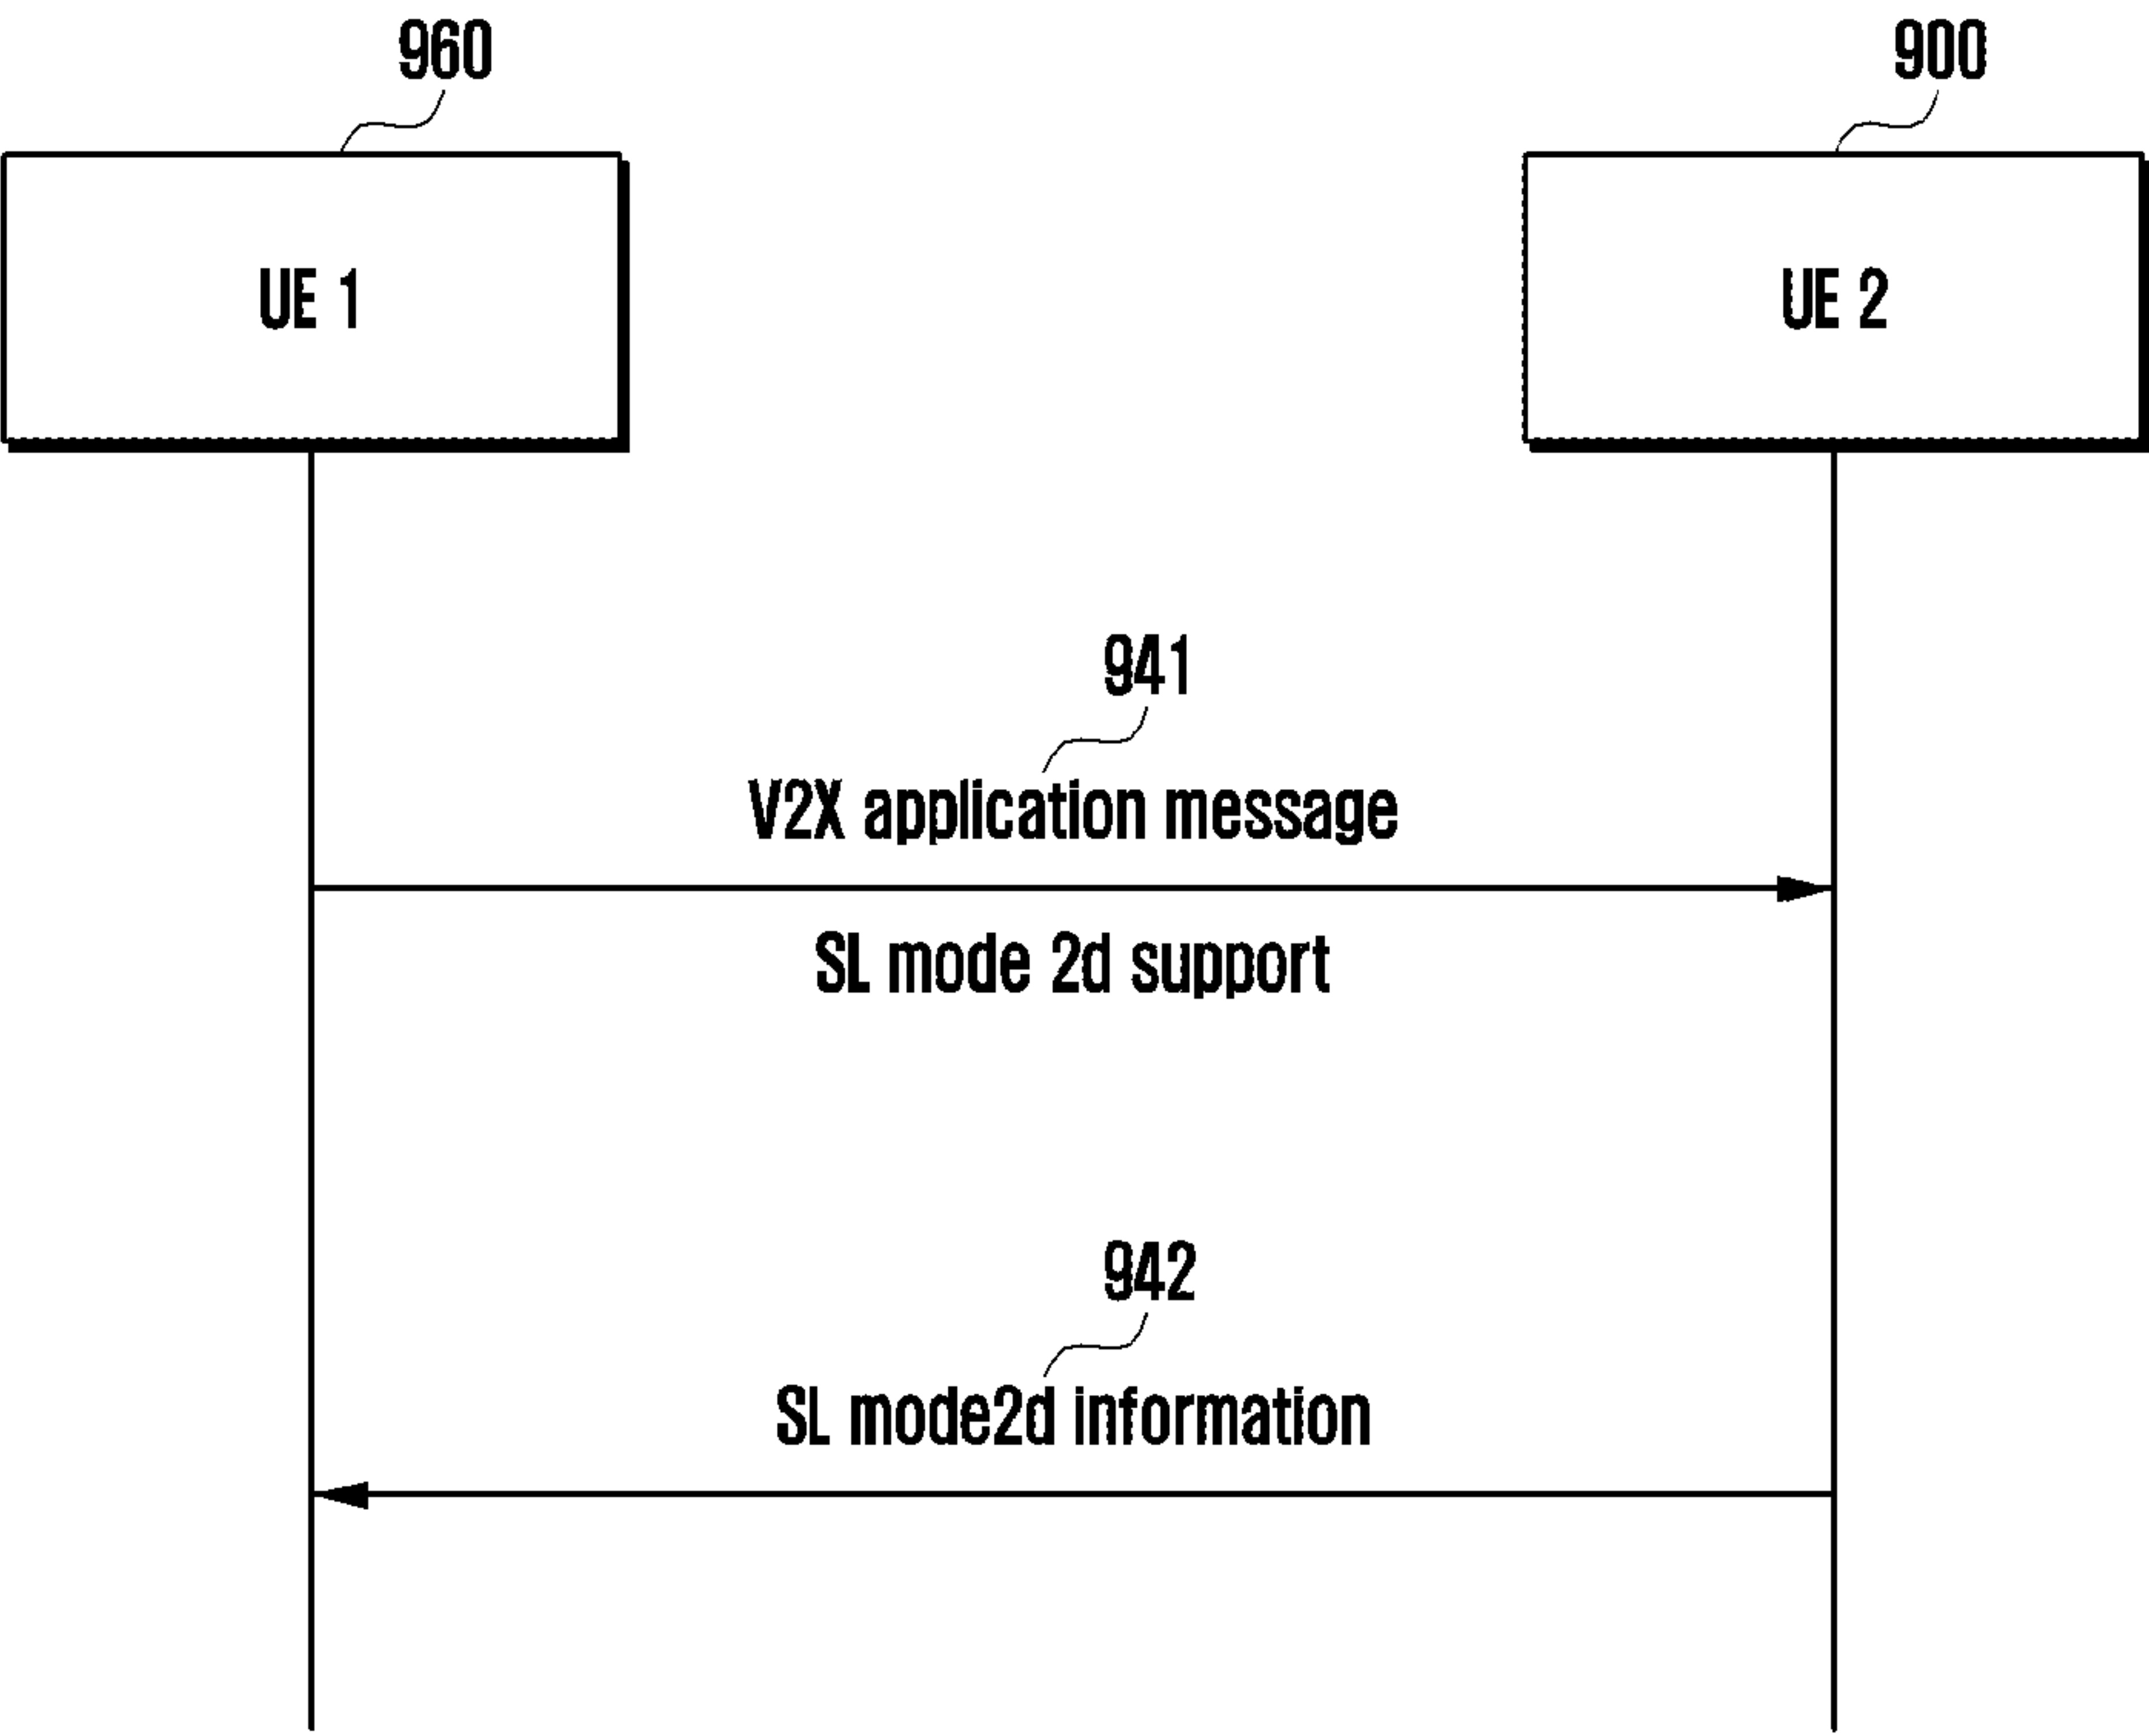 960
900
UE 1
UE 2
941
V2X application message
SL mode 2d support
942
SL mode2d information